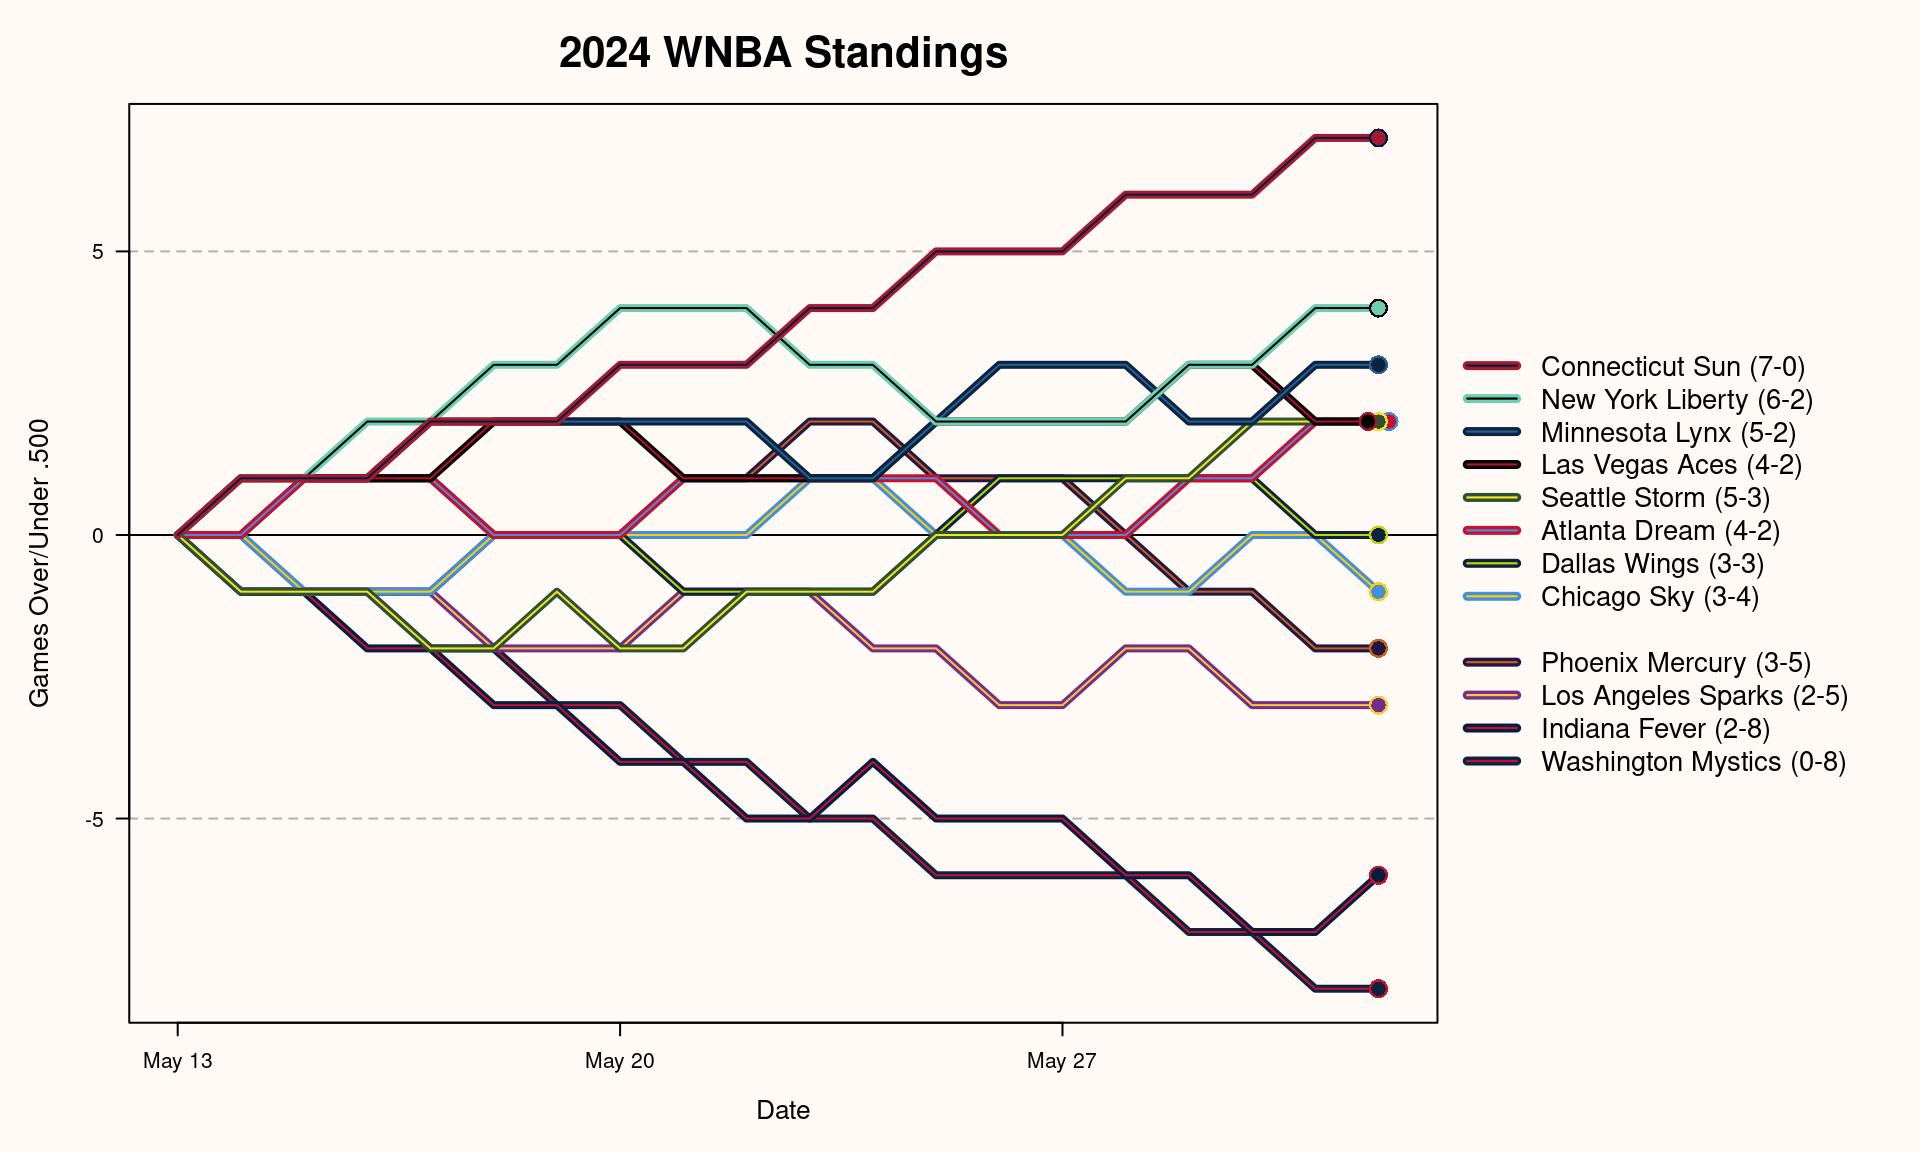 2024 WNBA Standings
Games Over/Under .500
5
0
-5
May 13
May 20
May 27
Date
Connecticut Sun (7-0)
New York Liberty (6-2)
Minnesota Lynx (5-2)
Las Vegas Aces (4-2)
Seattle Storm (5-3)
Atlanta Dream (4-2)
Dallas Wings (3-3)
Chicago Sky (3-4)
Phoenix Mercury (3-5)
Los Angeles Sparks (2-5)
Indiana Fever (2-8)
Washington Mystics (0-8)